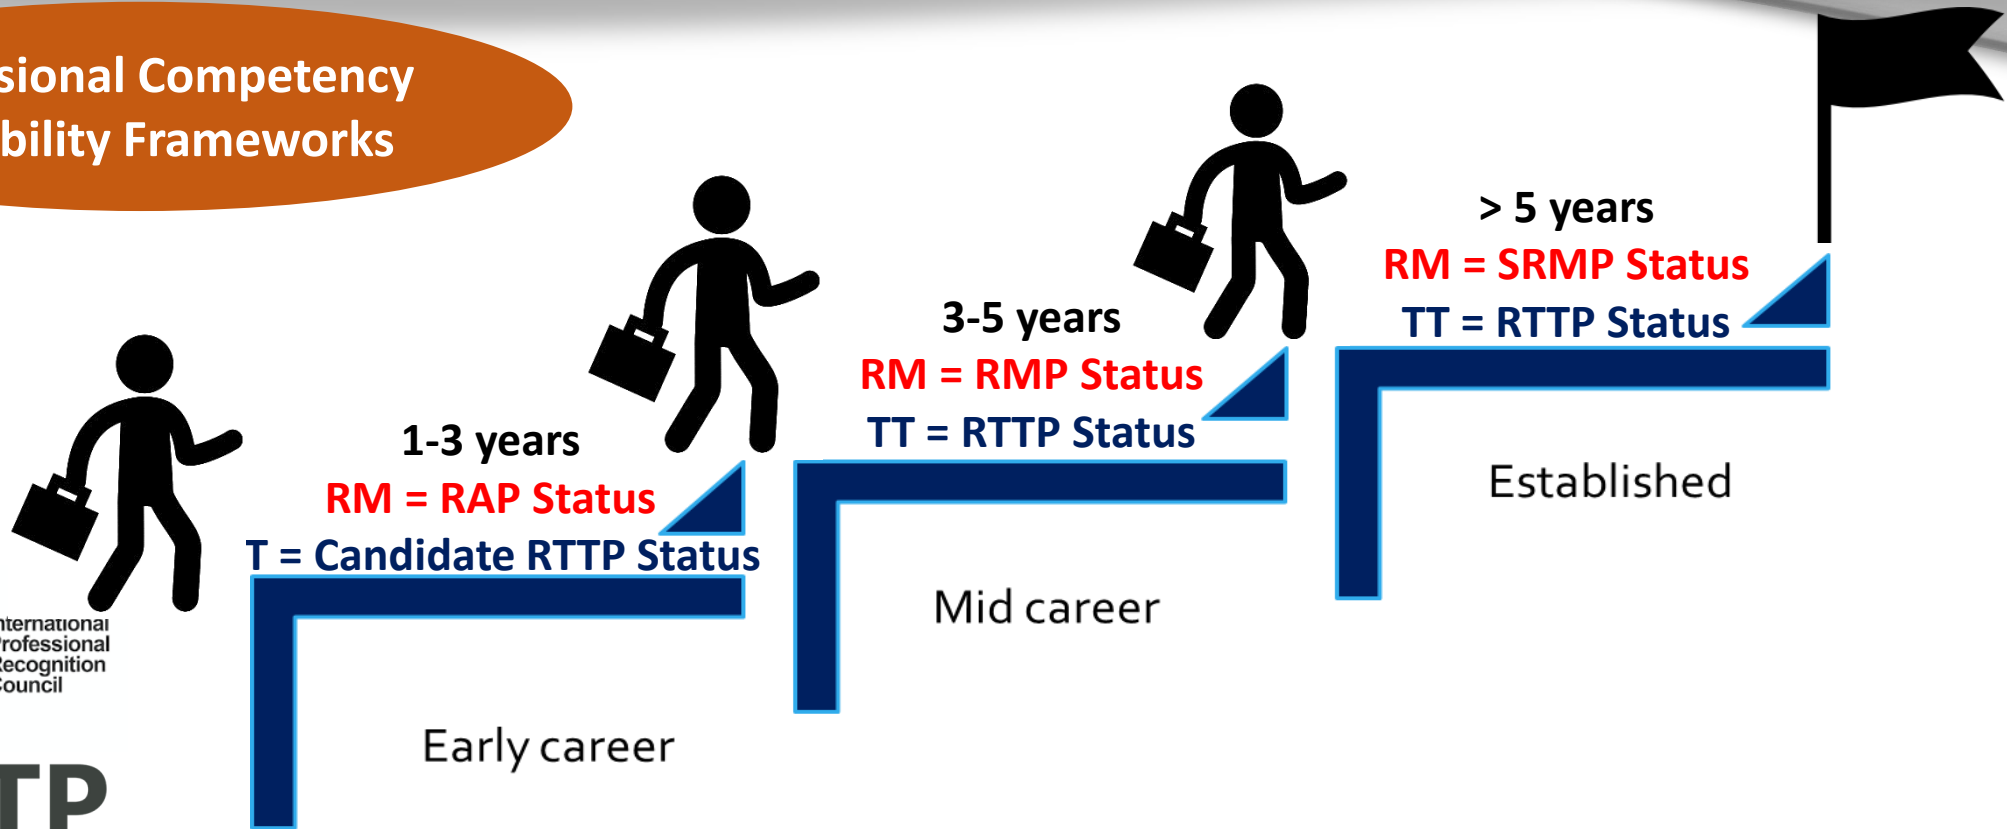 sional Competency
bility Frameworks
> 5 years
RM = SRMP Status
TT = RTTP Status
3-5 years
RM = RMP Status
TT = RTTP Status
1-3 years
RM = RAP Status
T = Candidate RTTP Status
Established
Mid career
Early career
nternational
rofessional
ecognition
ouncil
TP